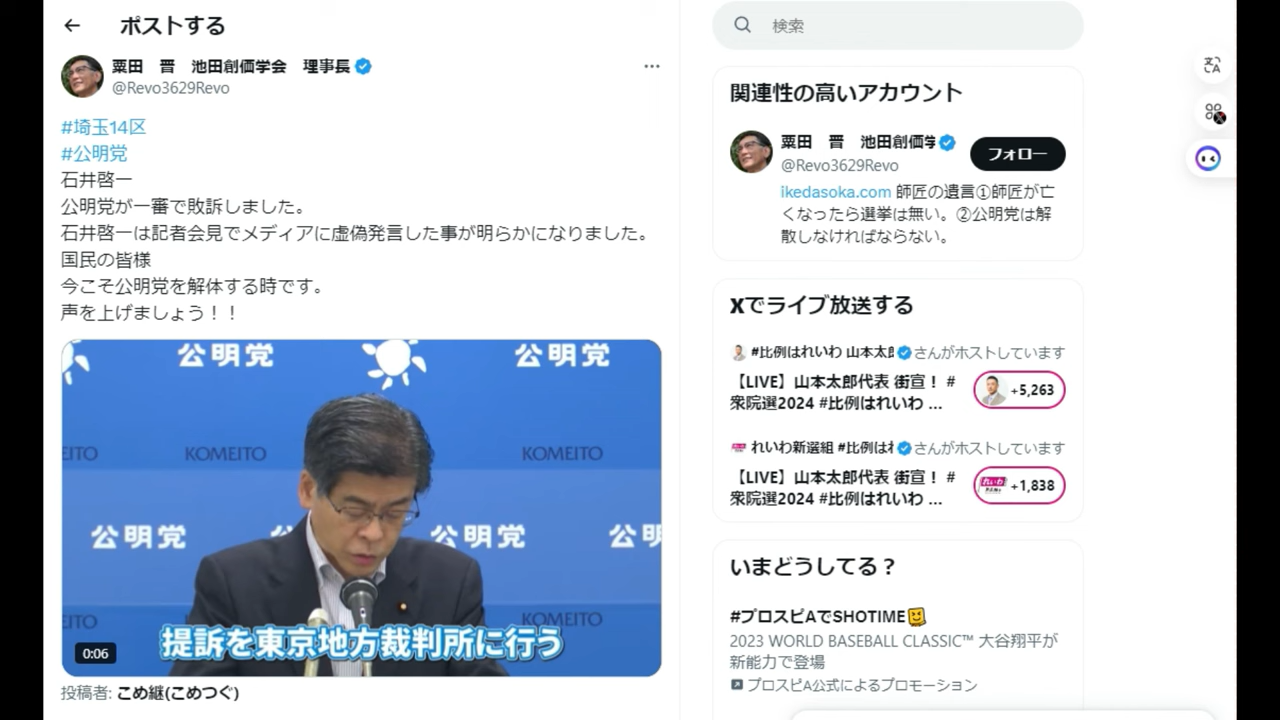 ポストする
粟田　晋　池田創価学会　理事長
@Revo3629Revo
#埼玉14区
#公明党
石井啓一
公明党が一審で敗訴しました。
石井啓一は記者会見でメディアに虚偽発言した事が明らかになりました。
国民の皆様
今こそ公明党を解体する時です。
声を上げましょう！！
公明党 公明党
EITO KOMEITO KOMEITO
公明党 公明党 公明
EITO KOMEITO
提訴を東京地方裁判所に行う
0:06
投稿者: こめ継(こめつぐ)
検索
関連性の高いアカウント
粟田　晋　池田創価学
@Revo3629Revo
フォロー
ikedasoka.com 師匠の遺言①師匠が亡
くなったら選挙は無い。②公明党は解
散しなければならない。
Xでライブ放送する
#比例はれいわ 山本太郎 さんがホストしています
【LIVE】山本太郎代表 街宣！ #
衆院選2024 #比例はれいわ ...
+5,263
れいわ新選組 #比例はれ さんがホストしています
【LIVE】山本太郎代表 街宣！ #
衆院選2024 #比例はれいわ ...
れいわ
+1,838
いまどうしてる？
#プロスピAでSHOTIME
2023 WORLD BASEBALL CLASSIC™ 大谷翔平が
新能力で登場
プロスピA公式によるプロモーション